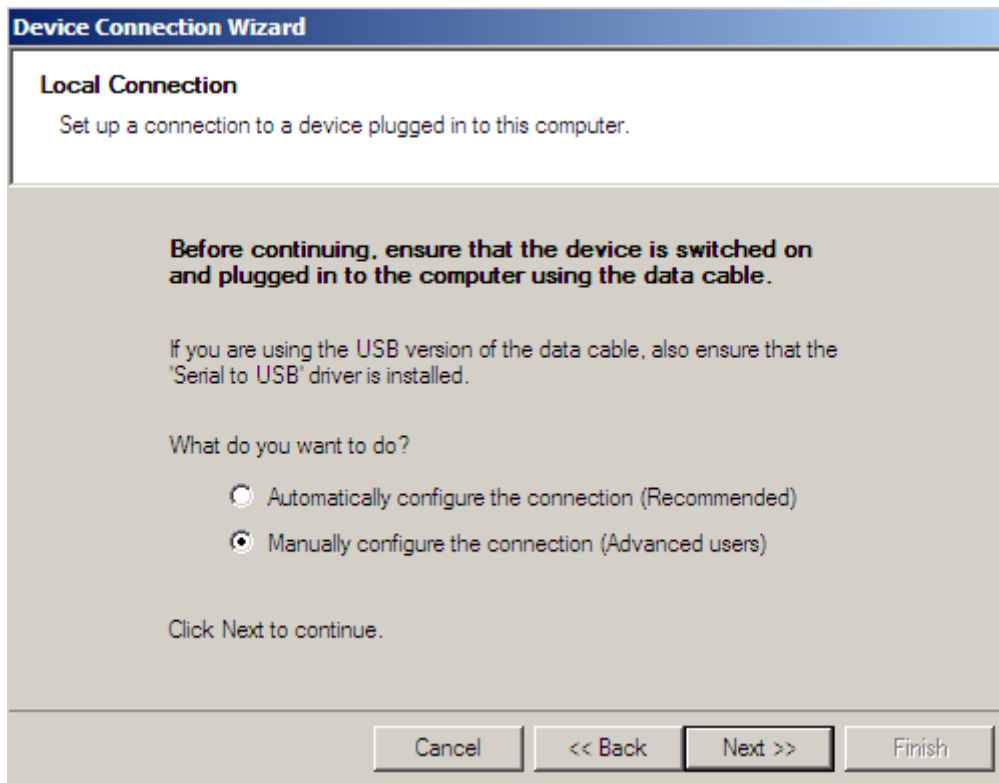 Device Connection Wizard
Local Connection
Set up a connection to a device plugged in to this computer.
Before continuing, ensure that the device is switched on
and plugged in to the computer using the data cable.
If you are using the USB version of the data cable, also ensure that the
'Serial to USB' driver is installed.
What do you want to do?
Automatically configure the connection (Recommended)
Manually configure the connection (Advanced users)
Click Next to continue.
Cancel << Back Next >> Finish